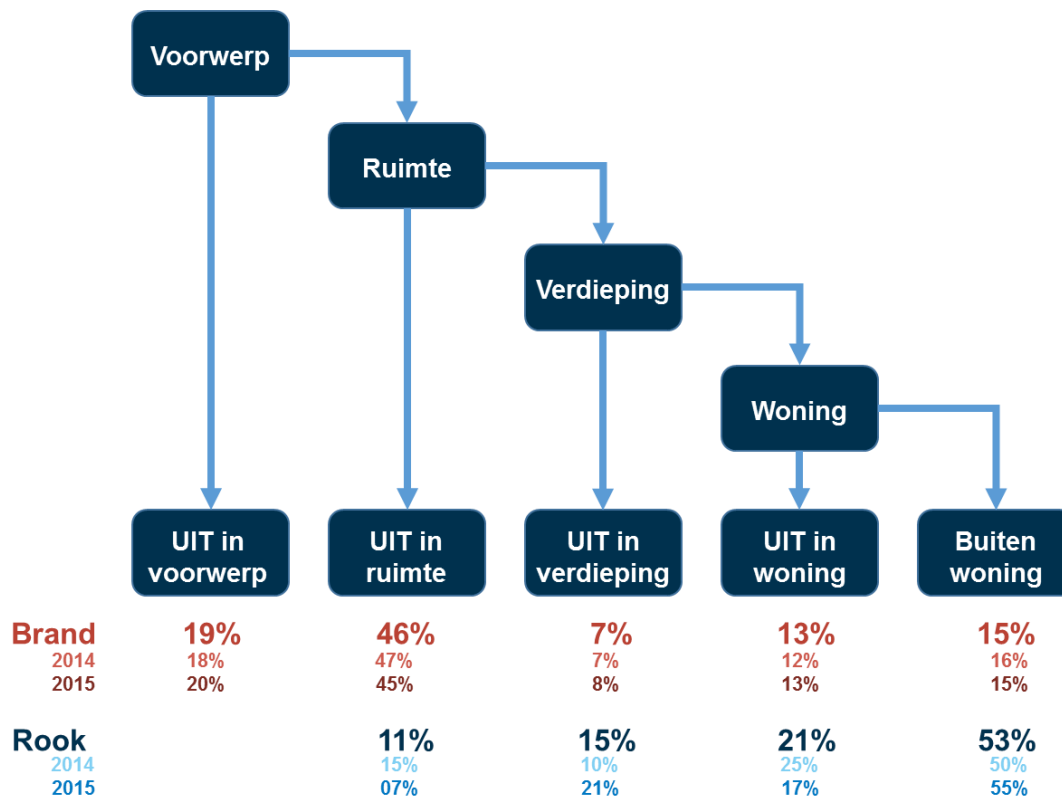 Voorwerp
Ruimte
Verdieping
Woning
UIT in voorwerp
UIT in ruimte
UIT in verdieping
UIT in woning
Buiten woning
Brand 19% 46% 7% 13% 15%
2014 18% 47% 7% 12% 16%
2015 20% 45% 8% 13% 15%
Rook 11% 15% 21% 53%
2014 15% 10% 25% 50%
2015 07% 21% 17% 55%